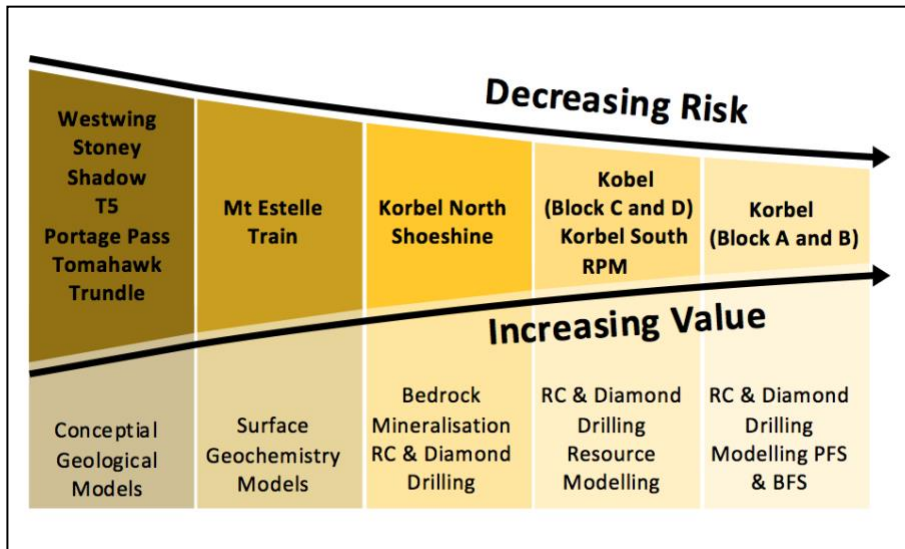 Decreasing Risk
Westwing
Stoney
Shadow
T5
Portage Pass
Tomahawk
Trundle
Mt Estelle
Train
Korbel North
Shoeshine
Kobel
(Block C and D)
Korbel South
RPM
Korbel
(Block A and B)
Increasing Value
Conceptial
Geological
Models
Surface
Geochemistry
Models
Bedrock
Mineralisation
RC & Diamond
Drilling
RC & Diamond
Drilling
Resource
Modelling
RC & Diamond
Drilling
Modelling PFS
& BFS